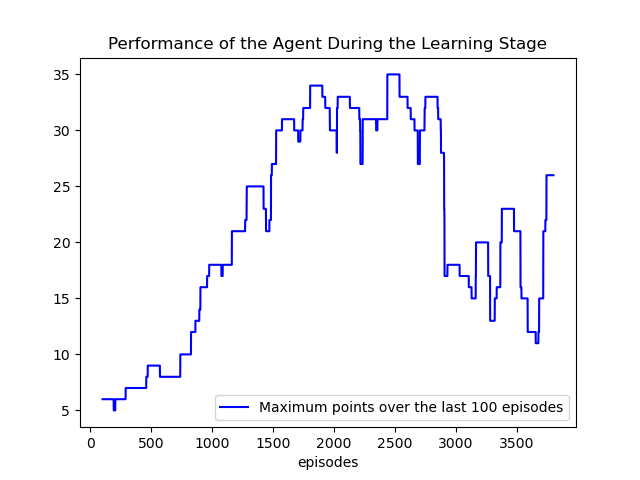 Performance of the Agent During the Learning Stage
35
30
25
20
15
10
5
Maximum points over the last 100 episodes
0 500 1000 1500 2000 2500 3000 3500
episodes